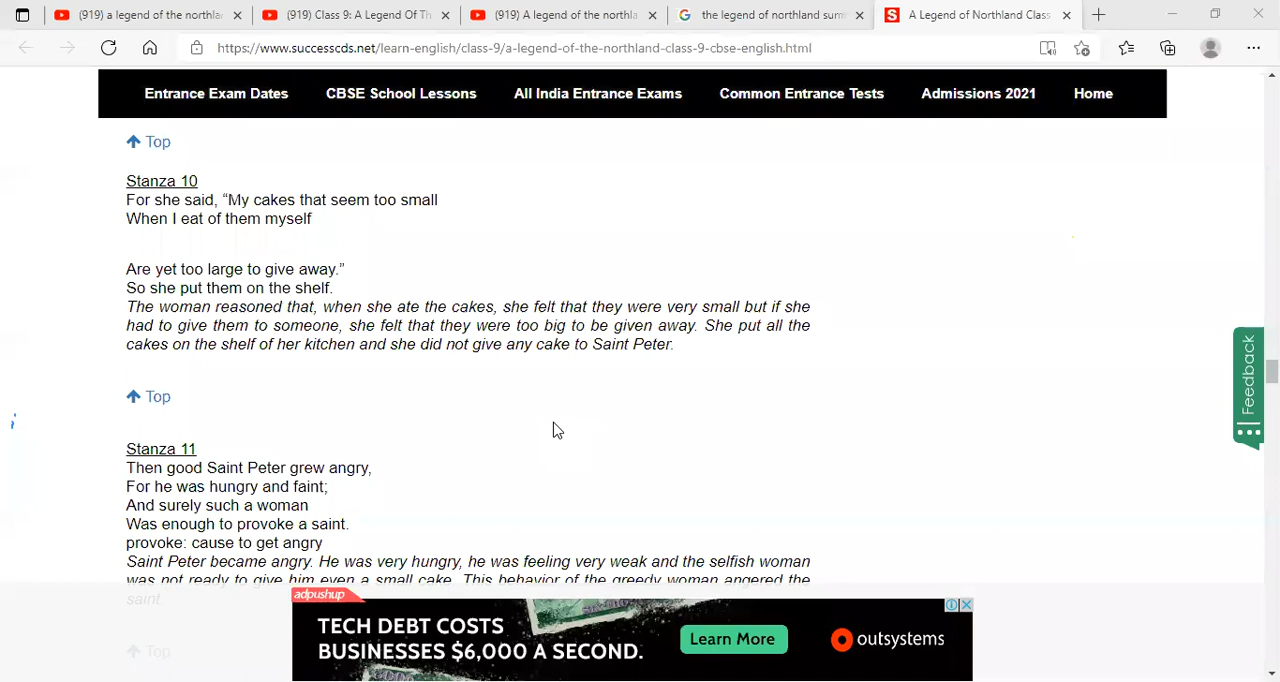 (919) a legend of the northla
(919) Class 9: A Legend Of Th
(919) A legend of the northla
the legend of northland sum
A Legend of Northland Class
https://www.successcds.net/learn-english/class-9/a-legend-of-the-northland-class-9-cbse-english.html
Entrance Exam Dates CBSE School Lessons All India Entrance Exams Common Entrance Tests Admissions 2021 Home
Top
Stanza 10
For she said, “My cakes that seem too small
When I eat of them myself
Are yet too large to give away.”
So she put them on the shelf.
The woman reasoned that, when she ate the cakes, she felt that they were very small but if she
had to give them to someone, she felt that they were too big to be given away. She put all the
cakes on the shelf of her kitchen and she did not give any cake to Saint Peter.
Top
Stanza 11
Then good Saint Peter grew angry,
For he was hungry and faint;
And surely such a woman
Was enough to provoke a saint.
provoke: cause to get angry
Saint Peter became angry. He was very hungry, he was feeling very weak and the selfish woman
was not ready to give him even a small cake. This behavior of the greedy woman angered the
saint.
Top
Feedback
adpushup
TECH DEBT COSTS
BUSINESSES $6,000 A SECOND.
Learn More
outsystems